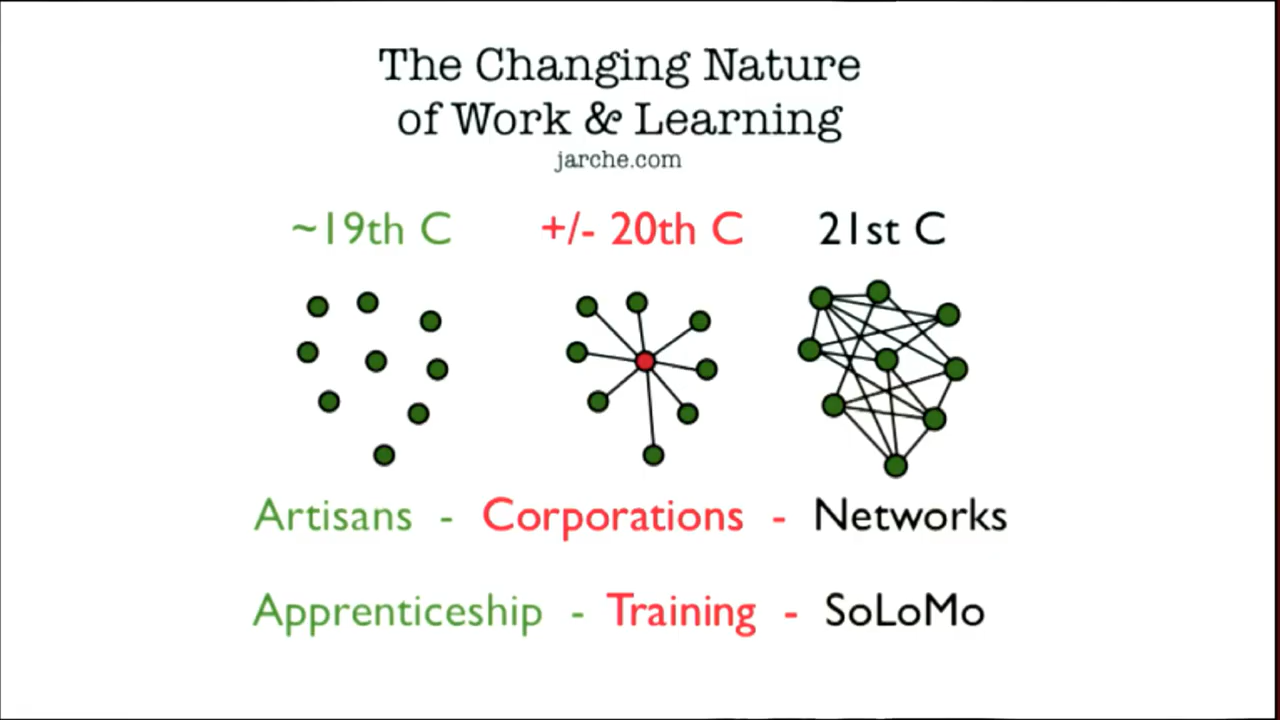 The Changing Nature
of Work & Learning
jarche.com
~19th C +/- 20th C 21st C
Artisans - Corporations - Networks
Apprenticeship - Training - SoLoMo